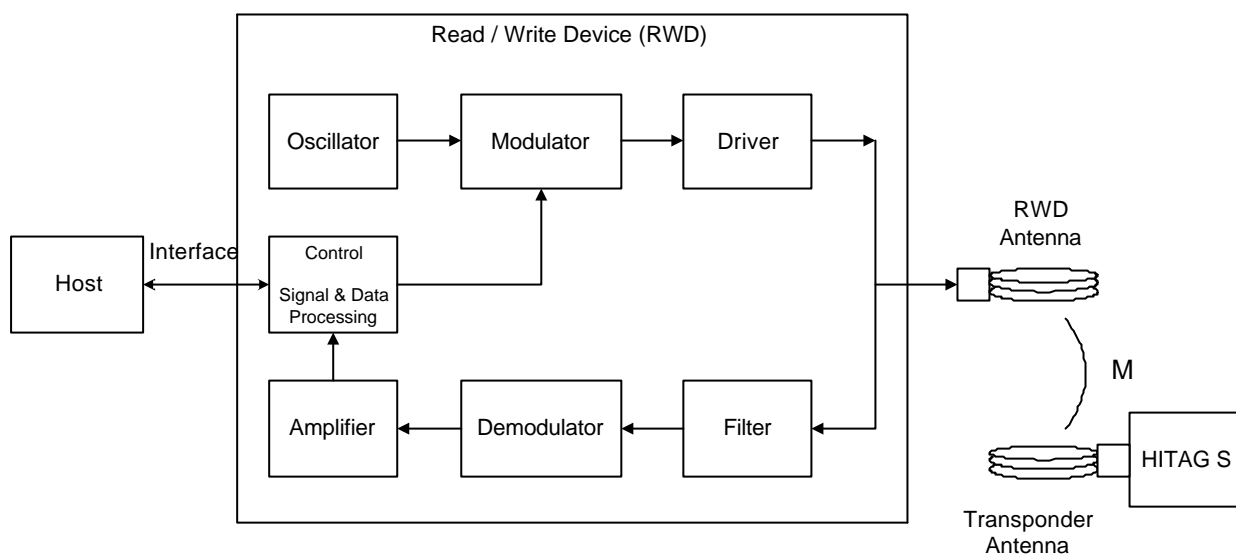 Read / Write Device (RWD)
Oscillator
Modulator
Driver
RWD
Antenna
Host
Interface
Control
Signal & Data
Processing
M
Amplifier
Demodulator
Filter
HITAG S
Transponder
Antenna